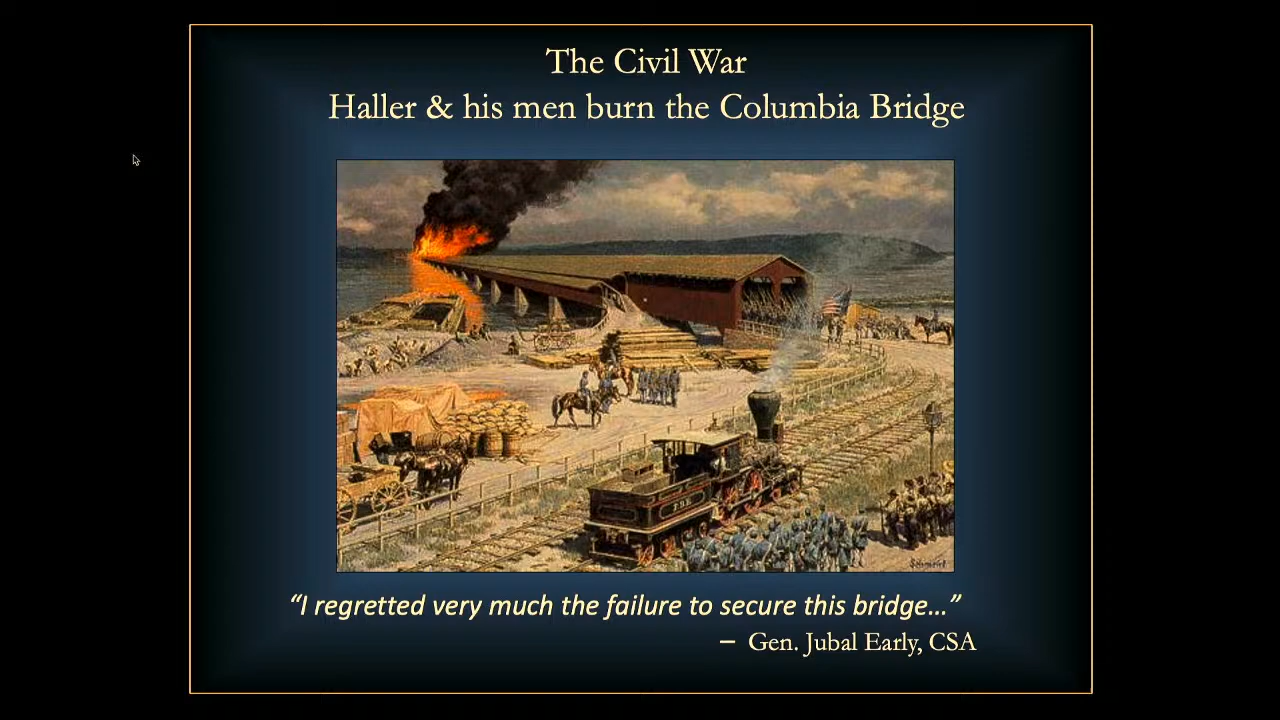 The Civil War
Haller & his men burn the Columbia Bridge
“I regretted very much the failure to secure this bridge…”
– Gen. Jubal Early, CSA